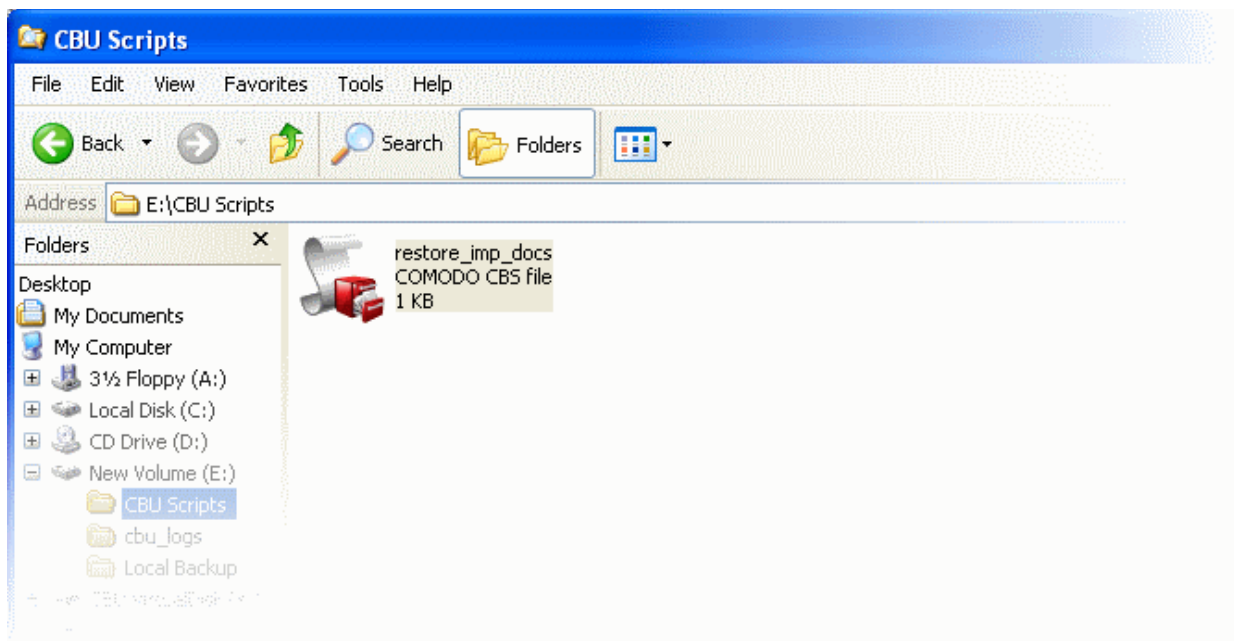 CBU Scripts
File Edit View Favorites Tools Help
Back Search Folders
Address E:\CBU Scripts
Folders
Desktop
My Documents
My Computer
3½ Floppy (A:)
Local Disk (C:)
CD Drive (D:)
New Volume (E:)
CBU Scripts
cbu_logs
Local Backup
restore_imp_docs
COMODO CBS file
1 KB